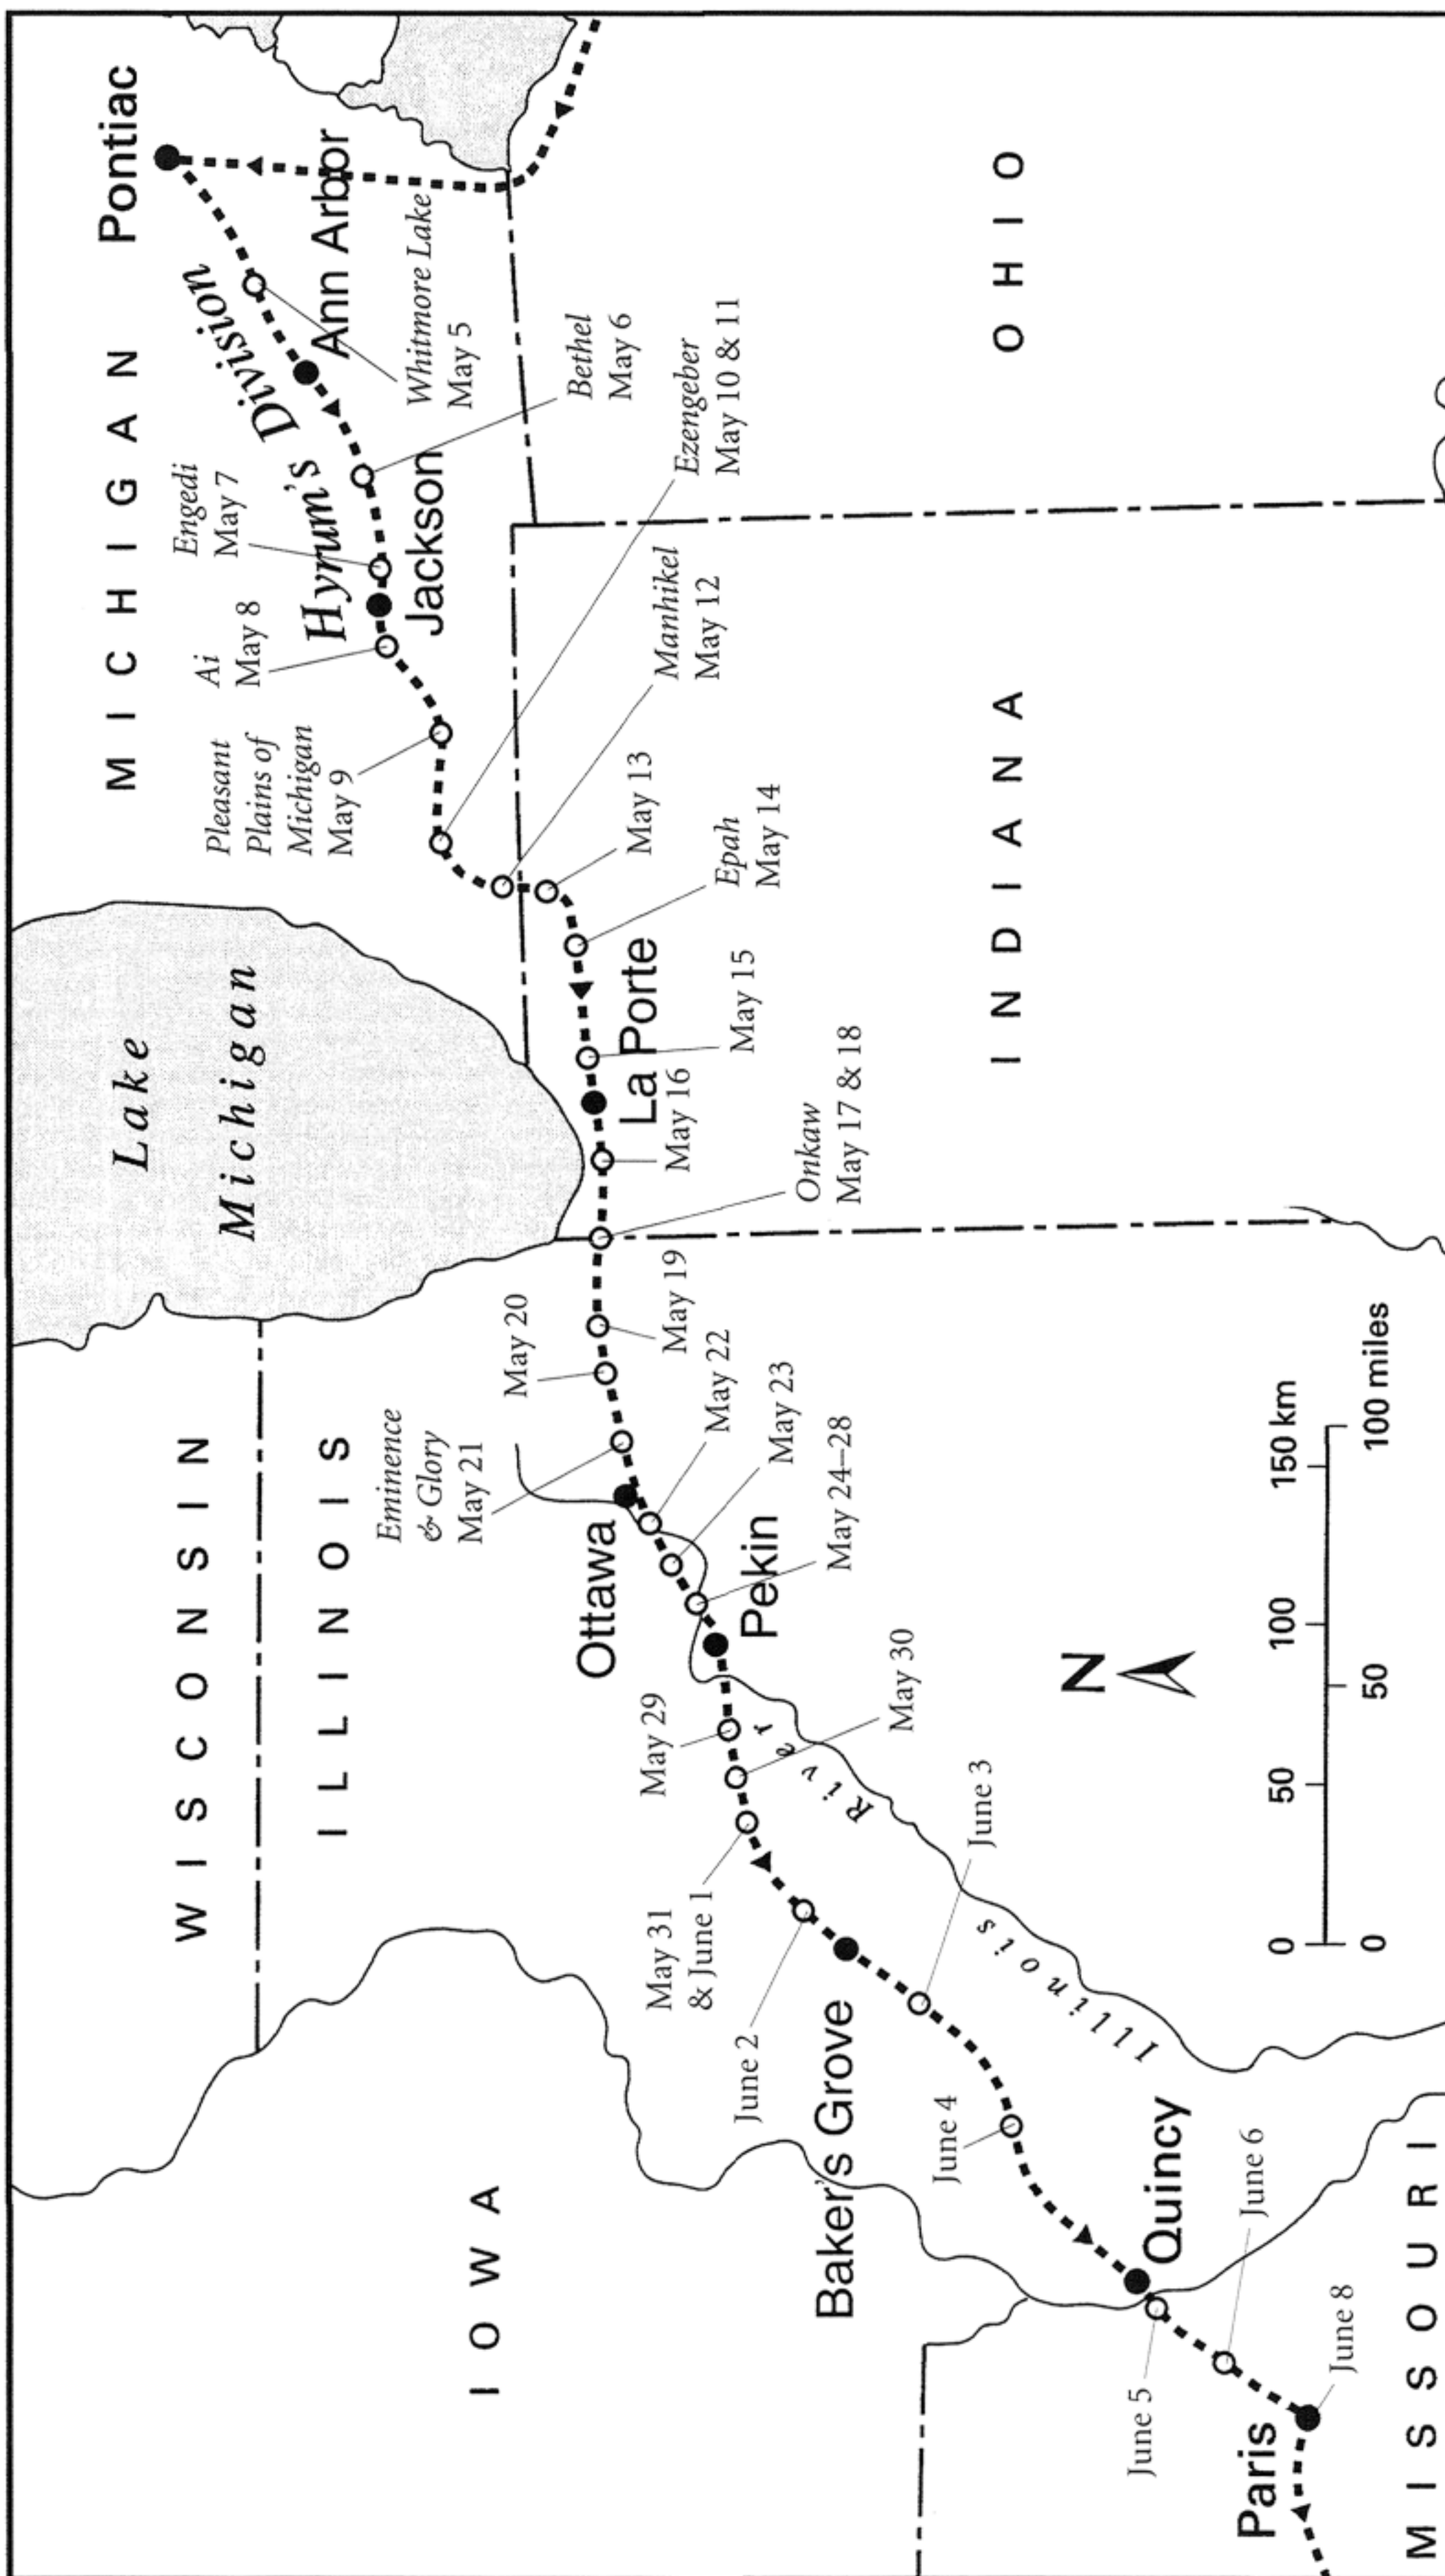 MICHIGAN
Pontiac
Hyrum's Division
Ann Arbor
Whitmore Lake
May 5
Bethel
May 6
Engedi
May 7
Jackson
Ai
May 8
Pleasant
Plains of
Michigan
May 9
Ezengeber
May 10 & 11
Manhikel
May 12
May 13
Epah
May 14
May 15
La Porte
May 16
Onkaw
May 17 & 18
Lake
Michigan
OHIO
INDIANA
WISCONSIN
ILLINOIS
May 19
May 20
Eminence
& Glory
May 21
Ottawa
May 22
May 23
May 24–28
Pekin
May 29
May 30
May 31
& June 1
June 2
Baker's Grove
June 3
June 4
Illinois River
IOWA
Quincy
June 5
June 6
Paris
June 8
MISSOURI
N
0 50 100 150 km
0 50 100 miles